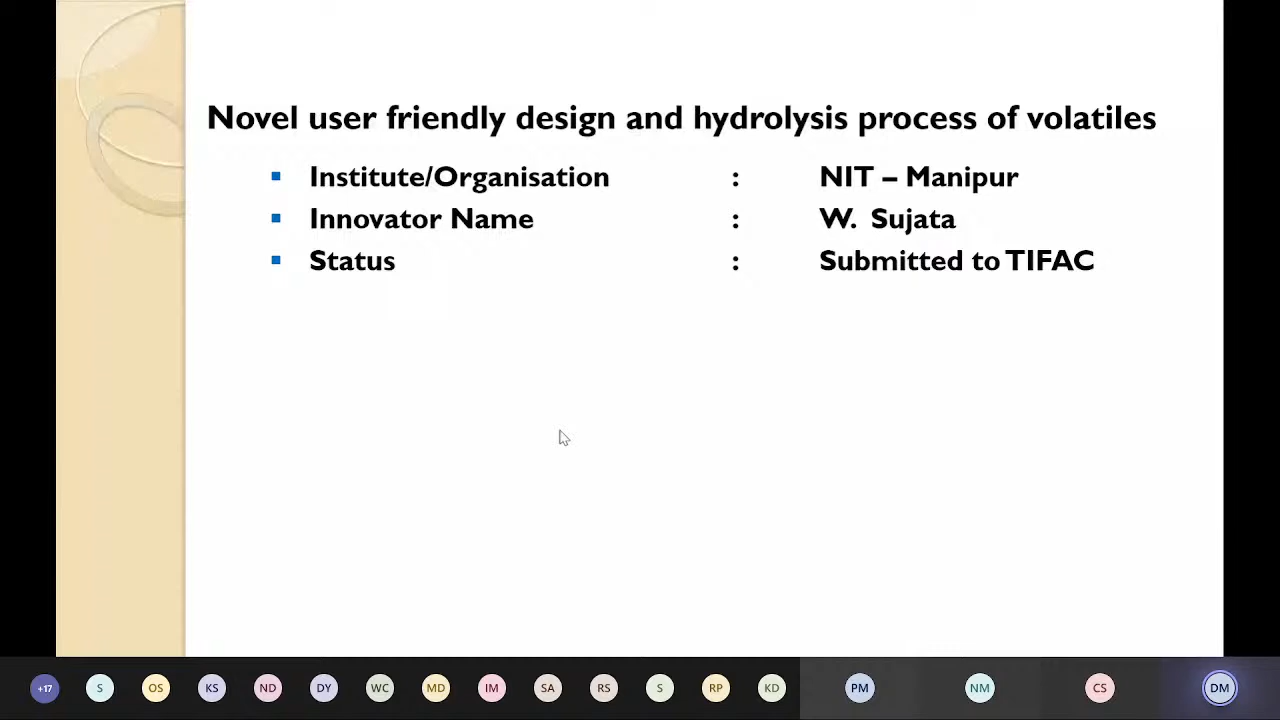 Novel user friendly design and hydrolysis process of volatiles
Institute/Organisation : NIT – Manipur
Innovator Name : W. Sujata
Status : Submitted to TIFAC
+17 S OS KS ND DY WC MD IM SA RS S RP KD PM NM CS DM